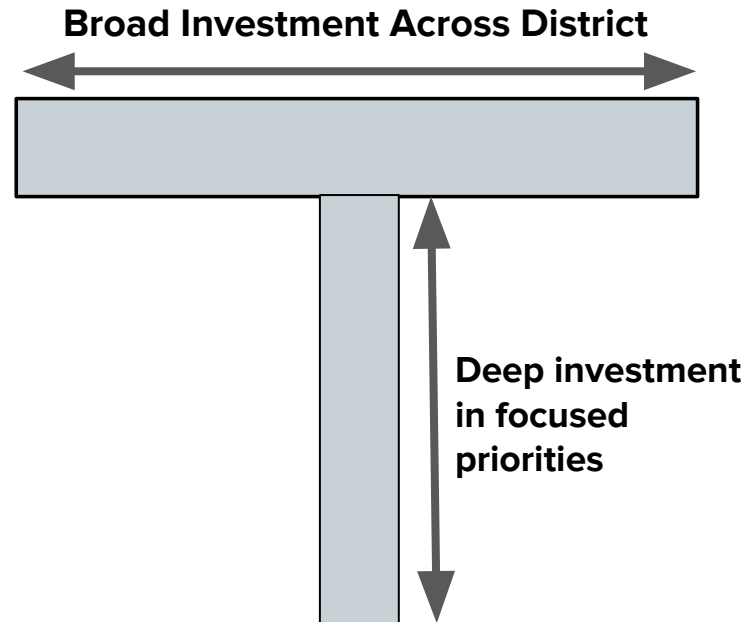 Broad Investment Across District
Deep investment
in focused
priorities